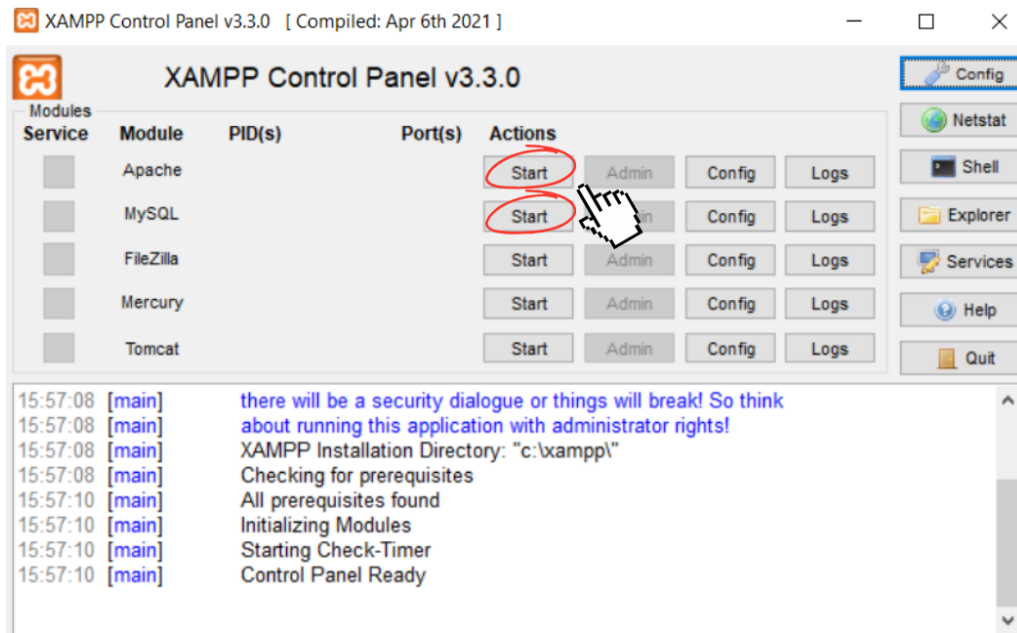 XAMPP Control Panel v3.3.0 [ Compiled: Apr 6th 2021 ]
XAMPP Control Panel v3.3.0
Config
Modules
Service Module PID(s) Port(s) Actions
Netstat
Apache Start Admin Config Logs
Shell
MySQL Start Config Logs
Explorer
FileZilla Start Admin Config Logs
Services
Mercury Start Admin Config Logs
Help
Tomcat Start Admin Config Logs
Quit
15:57:08 [main] there will be a security dialogue or things will break! So think
15:57:08 [main] about running this application with administrator rights!
15:57:08 [main] XAMPP Installation Directory: "c:\xampp\"
15:57:08 [main] Checking for prerequisites
15:57:10 [main] All prerequisites found
15:57:10 [main] Initializing Modules
15:57:10 [main] Starting Check-Timer
15:57:10 [main] Control Panel Ready